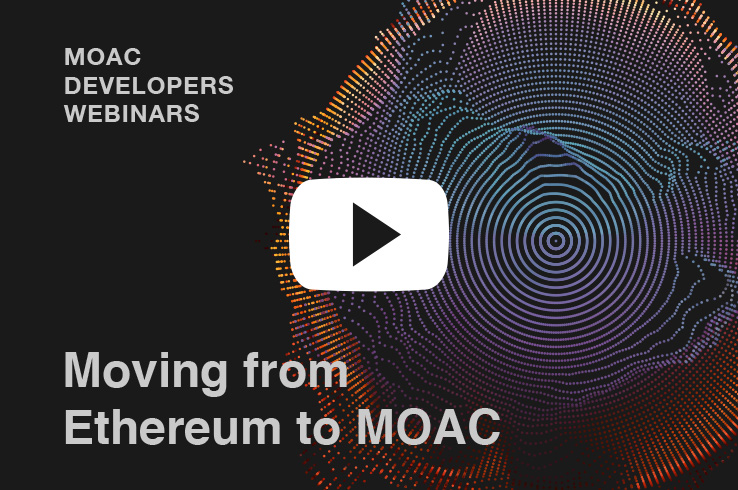 MOAC
DEVELOPERS
WEBINARS
Moving from
Ethereum to MOAC